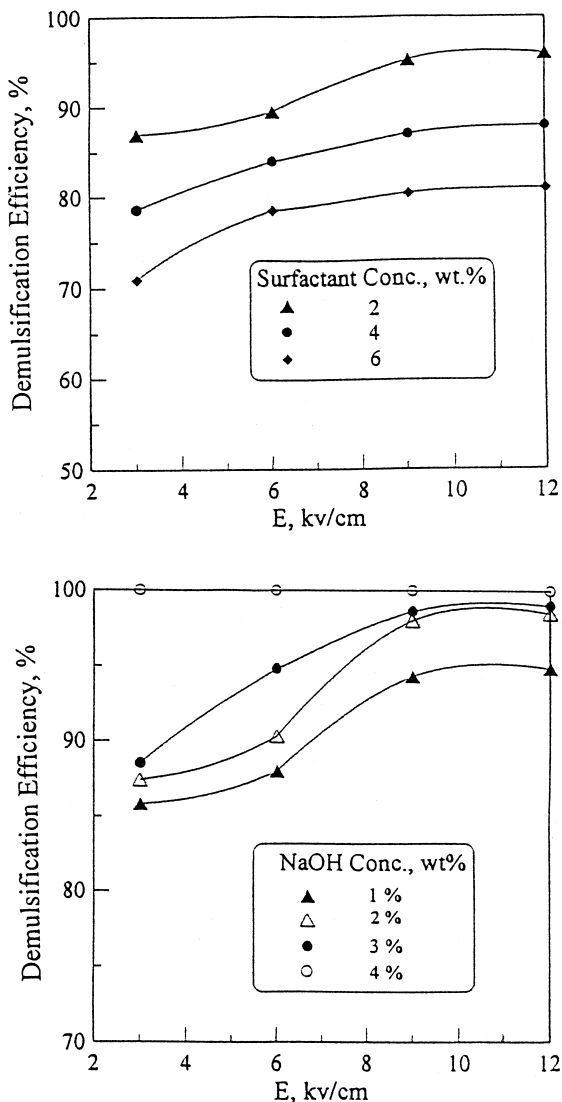 Demulsification Efficiency, %
100
90
80
70
60
50
Surfactant Conc., wt.%
2
4
6
2 4 6 8 10 12
E, kv/cm
Demulsification Efficiency, %
100
90
80
70
NaOH Conc., wt%
1 %
2 %
3 %
4 %
2 4 6 8 10 12
E, kv/cm